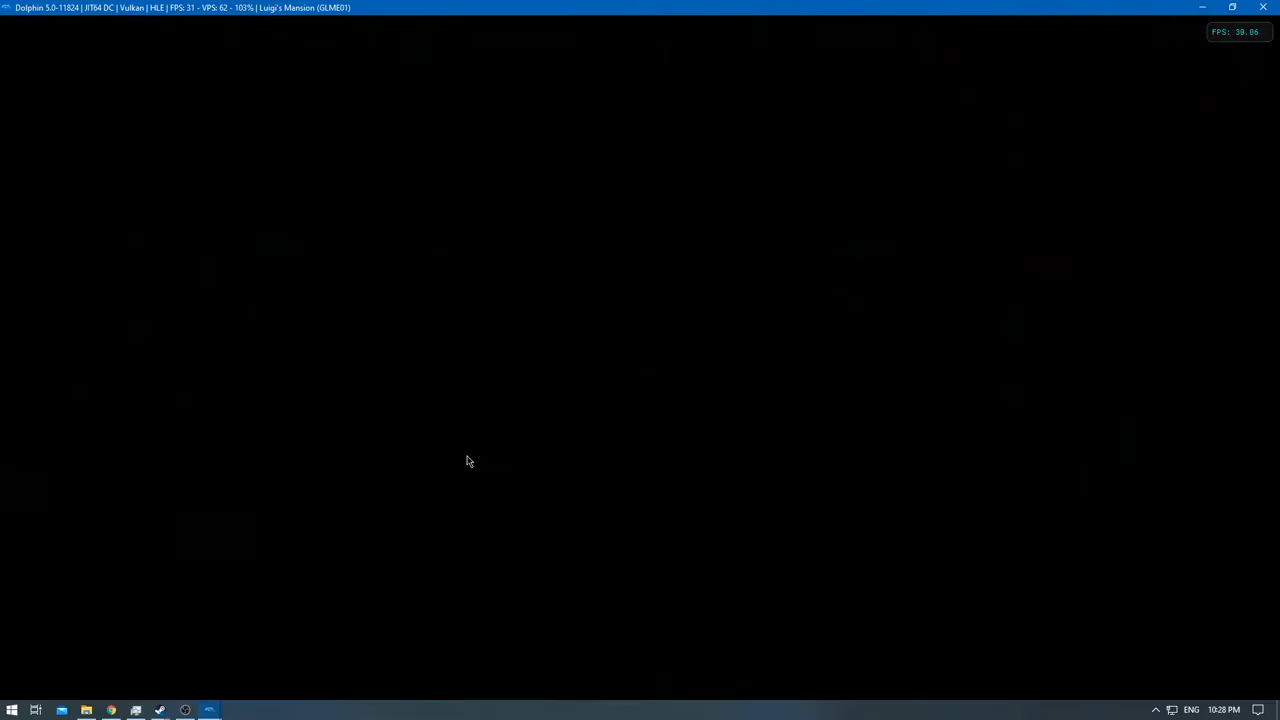 Dolphin 5.0-11824 | JIT64 DC | Vulkan | HLE | FPS: 31 - VPS: 62 - 103% | Luigi's Mansion (GLME01)
FPS: 30.06
ENG
10:28 PM